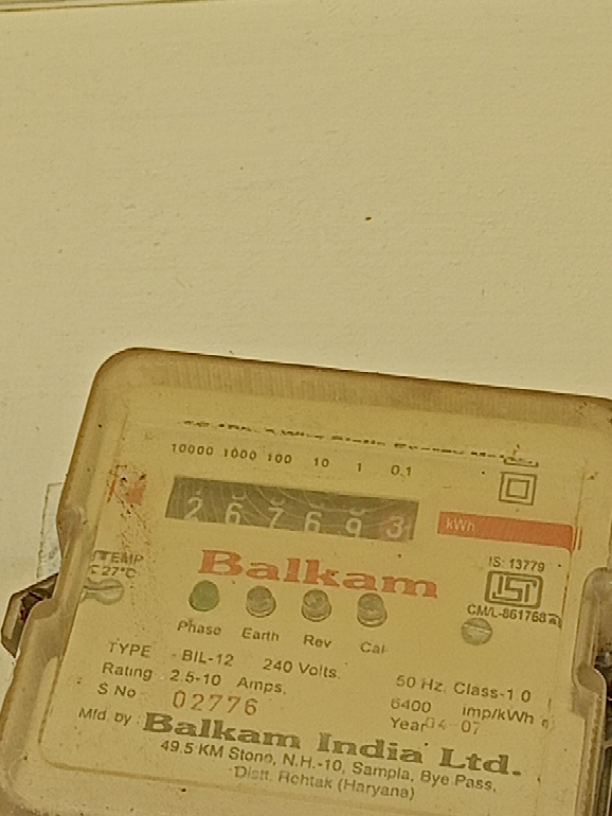 10000 1000 100 10 1 0.1
2 6 7 6 9 3
kWh
Balkam
27°C
IS: 13779
ISI
CM/L-861768
Phase Earth Rev Cal
TYPE - BIL-12 240 Volts. 50 Hz. Class-1.0
Rating 2.5-10 Amps. 6400 imp/kWh
S No 02776 Year 04-07
Mfd. by : Balkam India Ltd.
49.5 KM Stone, N.H.-10, Sampla, Bye Pass,
Distt. Rohtak (Haryana)